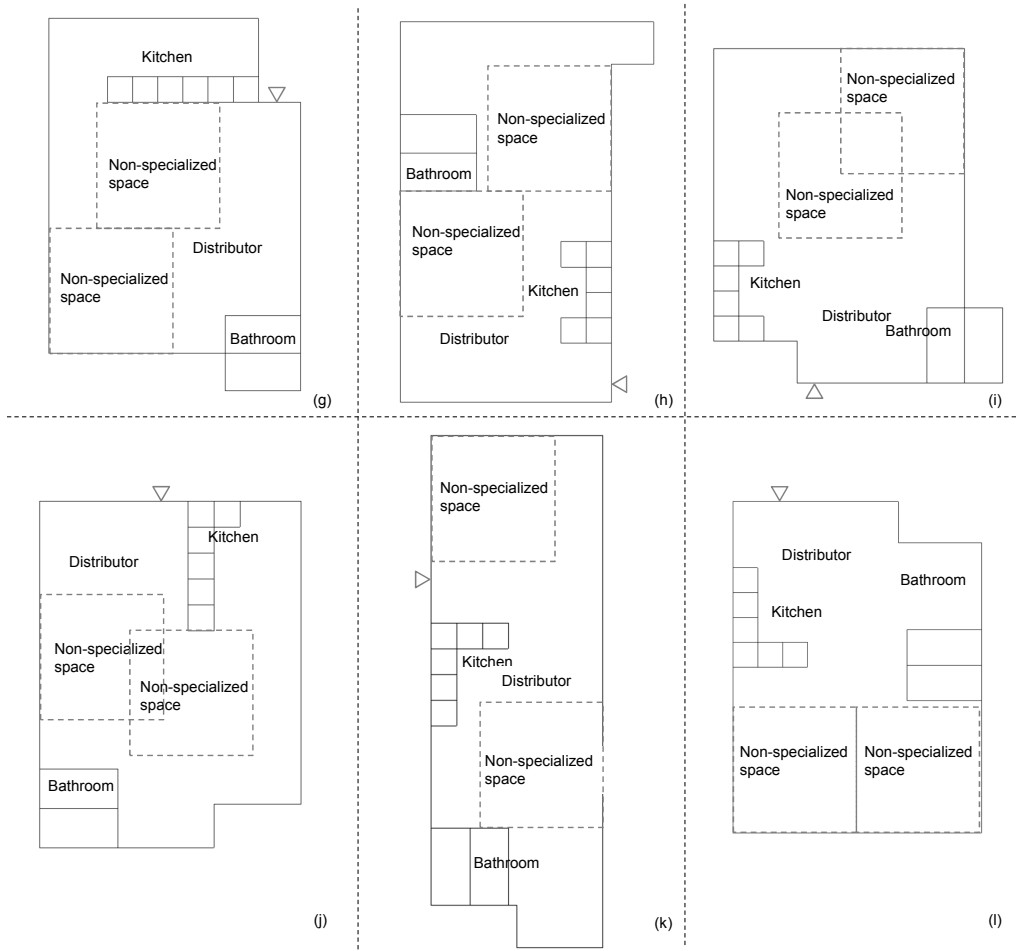 Kitchen
Non-specialized
space
Distributor
Non-specialized
space
Bathroom
(g)
Non-specialized
space
Bathroom
Non-specialized
space
Kitchen
Distributor
(h)
Non-specialized
space
Non-specialized
space
Kitchen
Distributor
Bathroom
(i)
Kitchen
Distributor
Non-specialized
space
Non-specialized
space
Bathroom
(j)
Non-specialized
space
Kitchen
Distributor
Non-specialized
space
Bathroom
(k)
Distributor
Bathroom
Kitchen
Non-specialized
space
Non-specialized
space
(l)